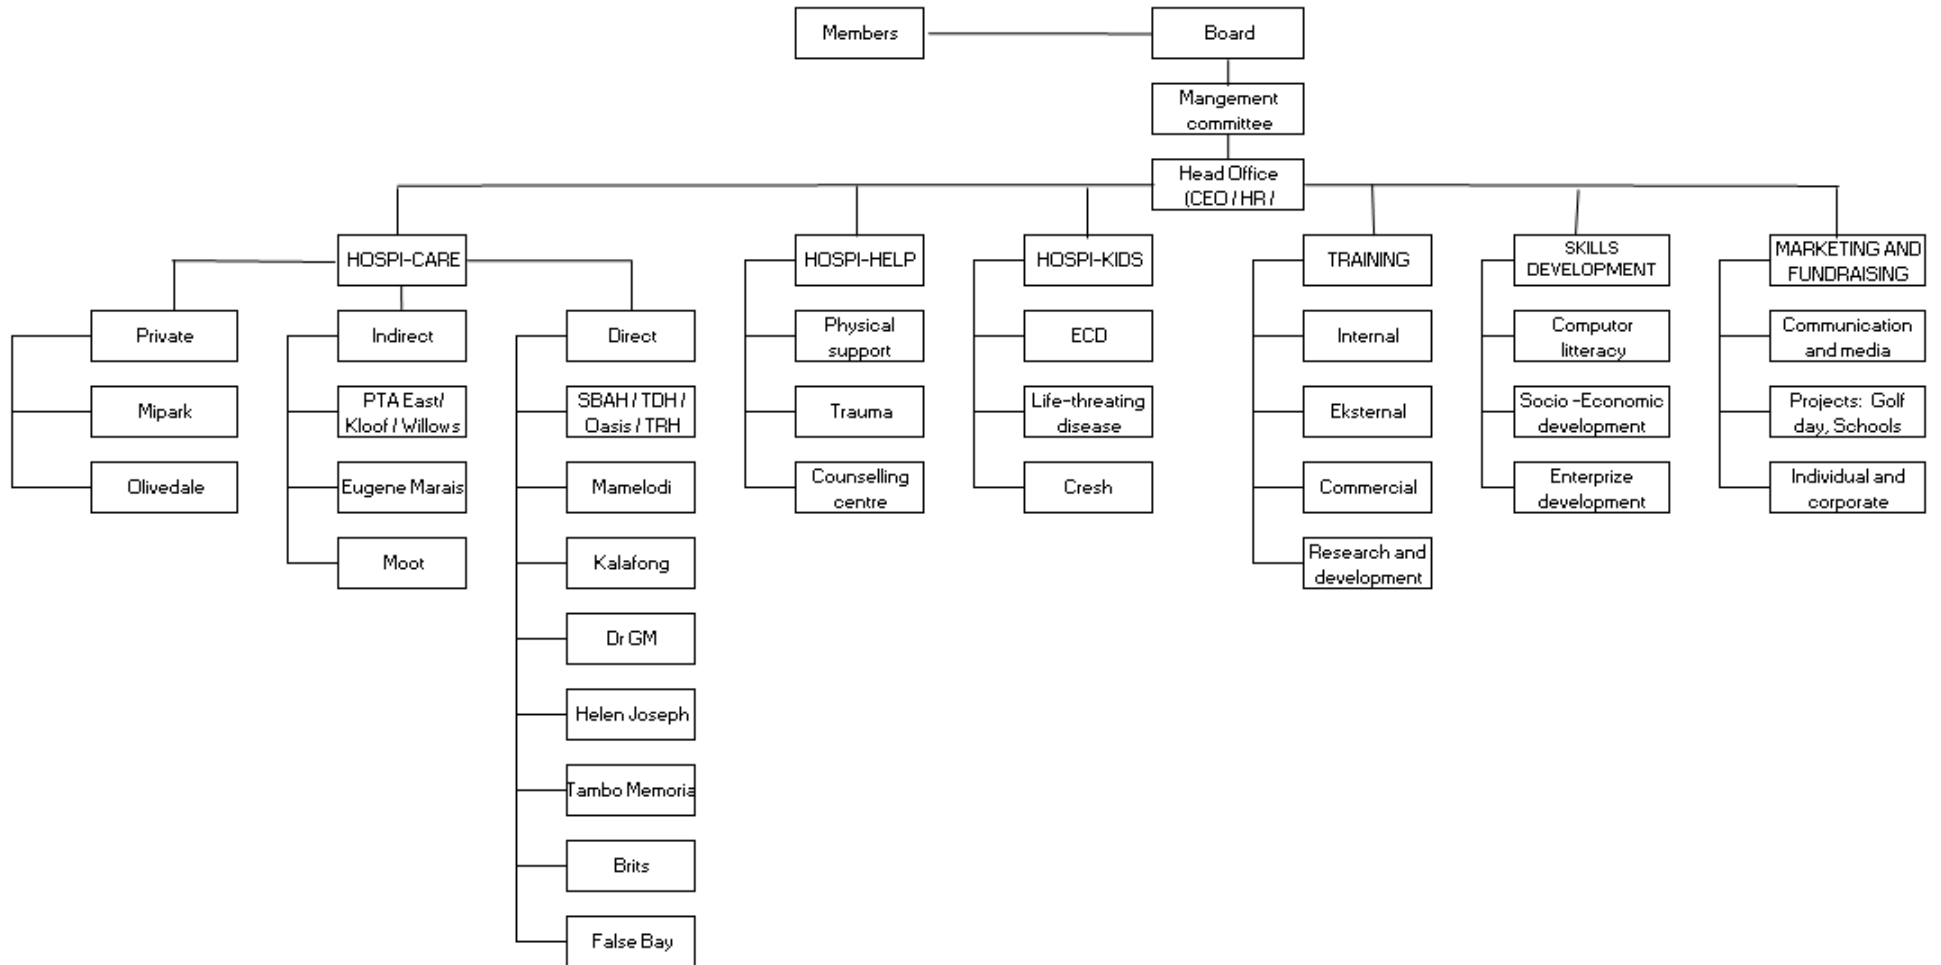 Members
Board
Mangement
committee
Head Office
(CEO / HR /
HOSPI-CARE
HOSPI-HELP
HOSPI-KIDS
TRAINING
SKILLS
DEVELOPMENT
MARKETING AND
FUNDRAISING
Private
Mipark
Olivedale
Indirect
PTA East/
Kloof / Willows
Eugene Marais
Moot
Direct
SBAH / TDH /
Oasis / TRH
Mamelodi
Kalafong
Dr GM
Helen Joseph
Tambo Memoria
Brits
False Bay
Physical
support
Trauma
Counselling
centre
ECD
Life-threating
disease
Cresh
Internal
Eksternal
Commercial
Research and
development
Computor
litteracy
Socio -Economic
development
Enterprize
development
Communication
and media
Projects: Golf
day, Schools
Individual and
corporate